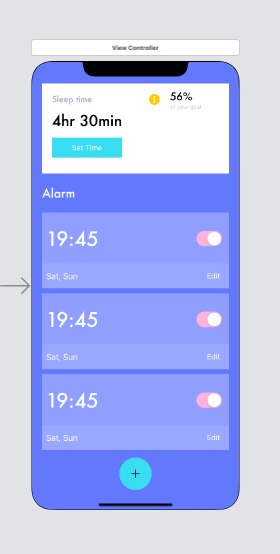 View Controller
Sleep time
56%
of your goal
4hr 30min
Set Time
Alarm
19:45
Sat, Sun
Edit
19:45
Sat, Sun
Edit
19:45
Sat, Sun
Edit
+